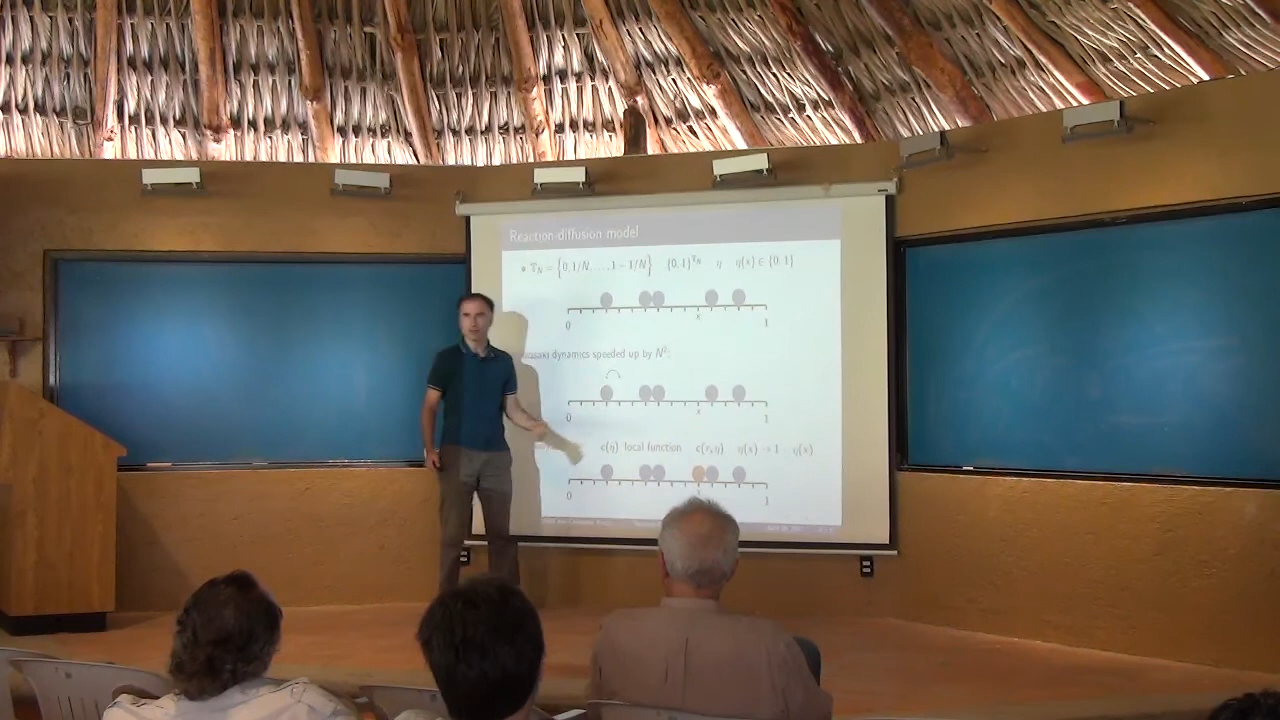 Reaction-diffusion model
• 𝕋_N = {0, 1/N, …, 1 − 1/N} {0,1}^{𝕋_N} η η(x) ∈ {0,1}
0 x 1
dynamics speeded up by N²:
0 x 1
c(η) local function c(x,η) η(x) → 1 − η(x)
0 1